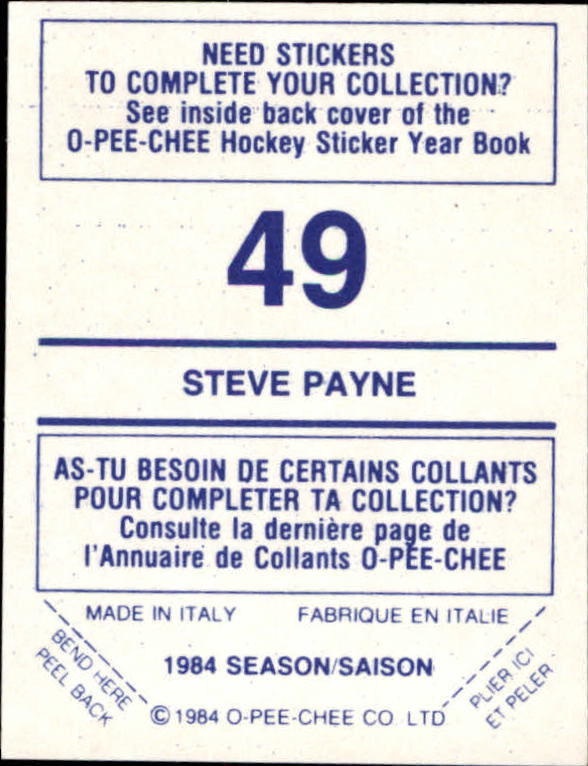 NEED STICKERS
TO COMPLETE YOUR COLLECTION?
See inside back cover of the
O-PEE-CHEE Hockey Sticker Year Book
49
STEVE PAYNE
AS-TU BESOIN DE CERTAINS COLLANTS
POUR COMPLETER TA COLLECTION?
Consulte la dernière page de
l'Annuaire de Collants O-PEE-CHEE
MADE IN ITALY FABRIQUE EN ITALIE
BEND HERE
PEEL BACK
1984 SEASON/SAISON
PLIER ICI
ET PELER
© 1984 O-PEE-CHEE CO. LTD